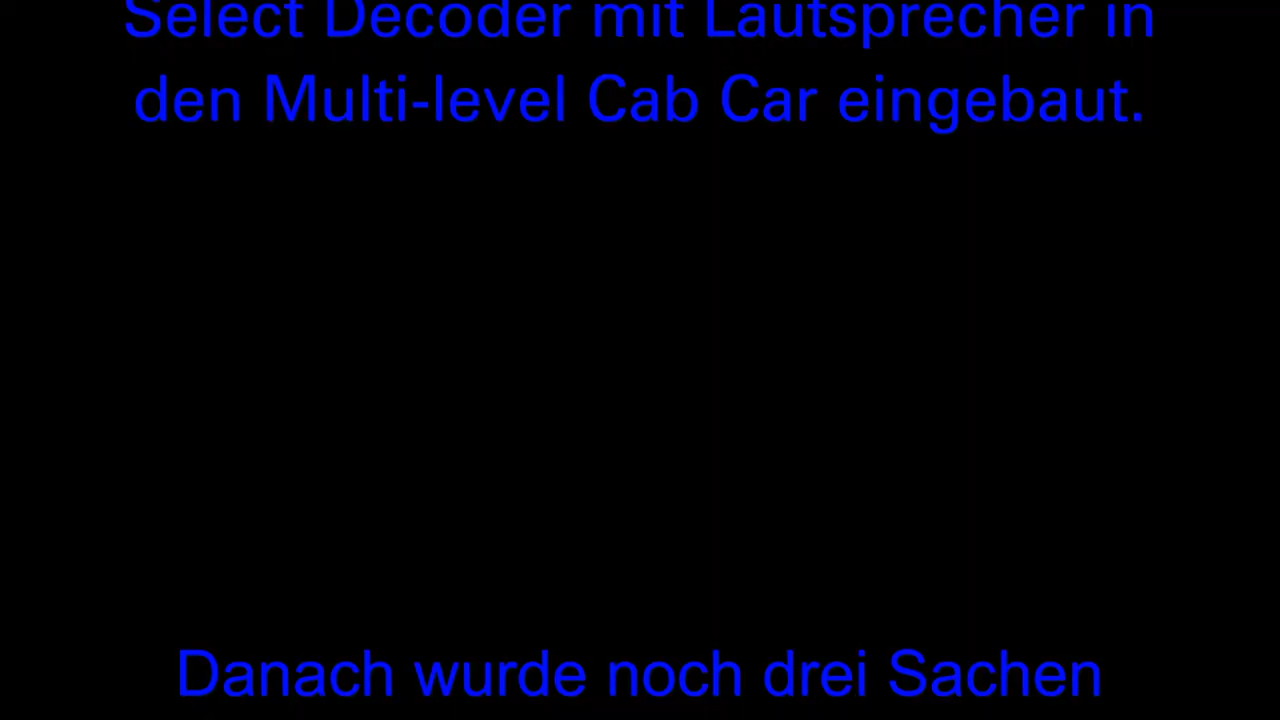 Select Decoder mit Lautsprecher in
den Multi-level Cab Car eingebaut.
Danach wurde noch drei Sachen